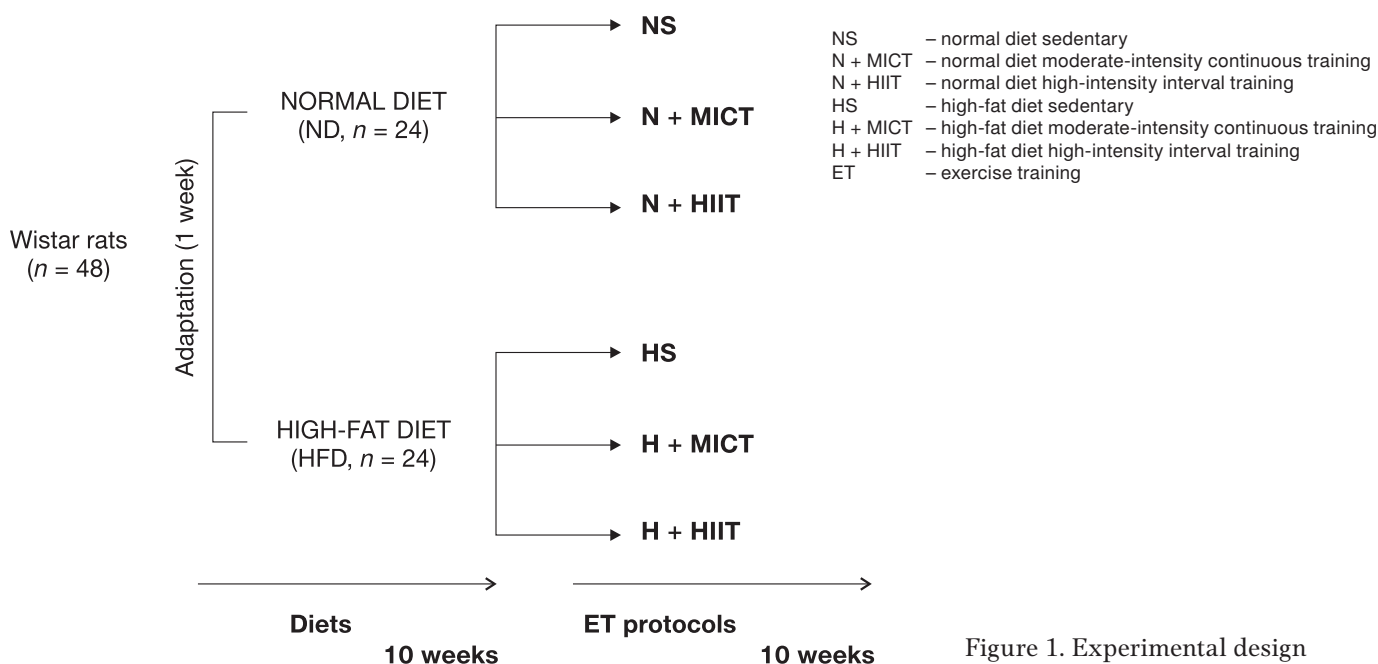 Wistar rats
(n = 48)
Adaptation (1 week)
NORMAL DIET
(ND, n = 24)
HIGH-FAT DIET
(HFD, n = 24)
NS
N + MICT
N + HIIT
HS
H + MICT
H + HIIT
NS – normal diet sedentary
N + MICT – normal diet moderate-intensity continuous training
N + HIIT – normal diet high-intensity interval training
HS – high-fat diet sedentary
H + MICT – high-fat diet moderate-intensity continuous training
H + HIIT – high-fat diet high-intensity interval training
ET – exercise training
Diets
10 weeks
ET protocols
10 weeks
Figure 1. Experimental design